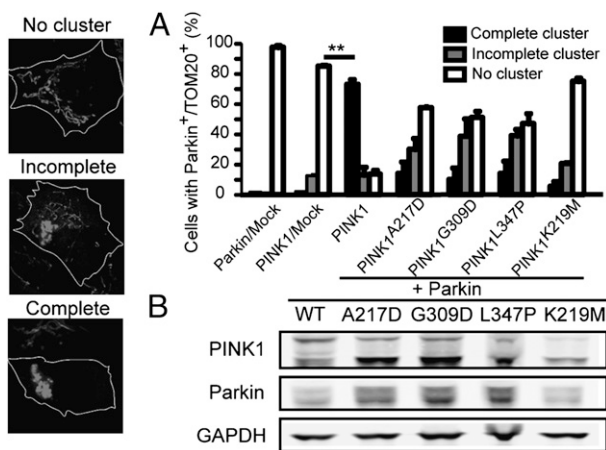 No cluster
Incomplete
Complete
A
Cells with Parkin⁺/TOM20⁺ (%)
100
80
60
40
20
0
Complete cluster
Incomplete cluster
No cluster
**
Parkin/Mock
PINK1/Mock
PINK1
PINK1ᴬ²¹⁷ᴰ
PINK1ᴳ³⁰⁹ᴰ
PINK1ᴸ³⁴⁷ᴾ
PINK1ᴷ²¹⁹ᴹ
+ Parkin
B
WT A217D G309D L347P K219M
PINK1
Parkin
GAPDH